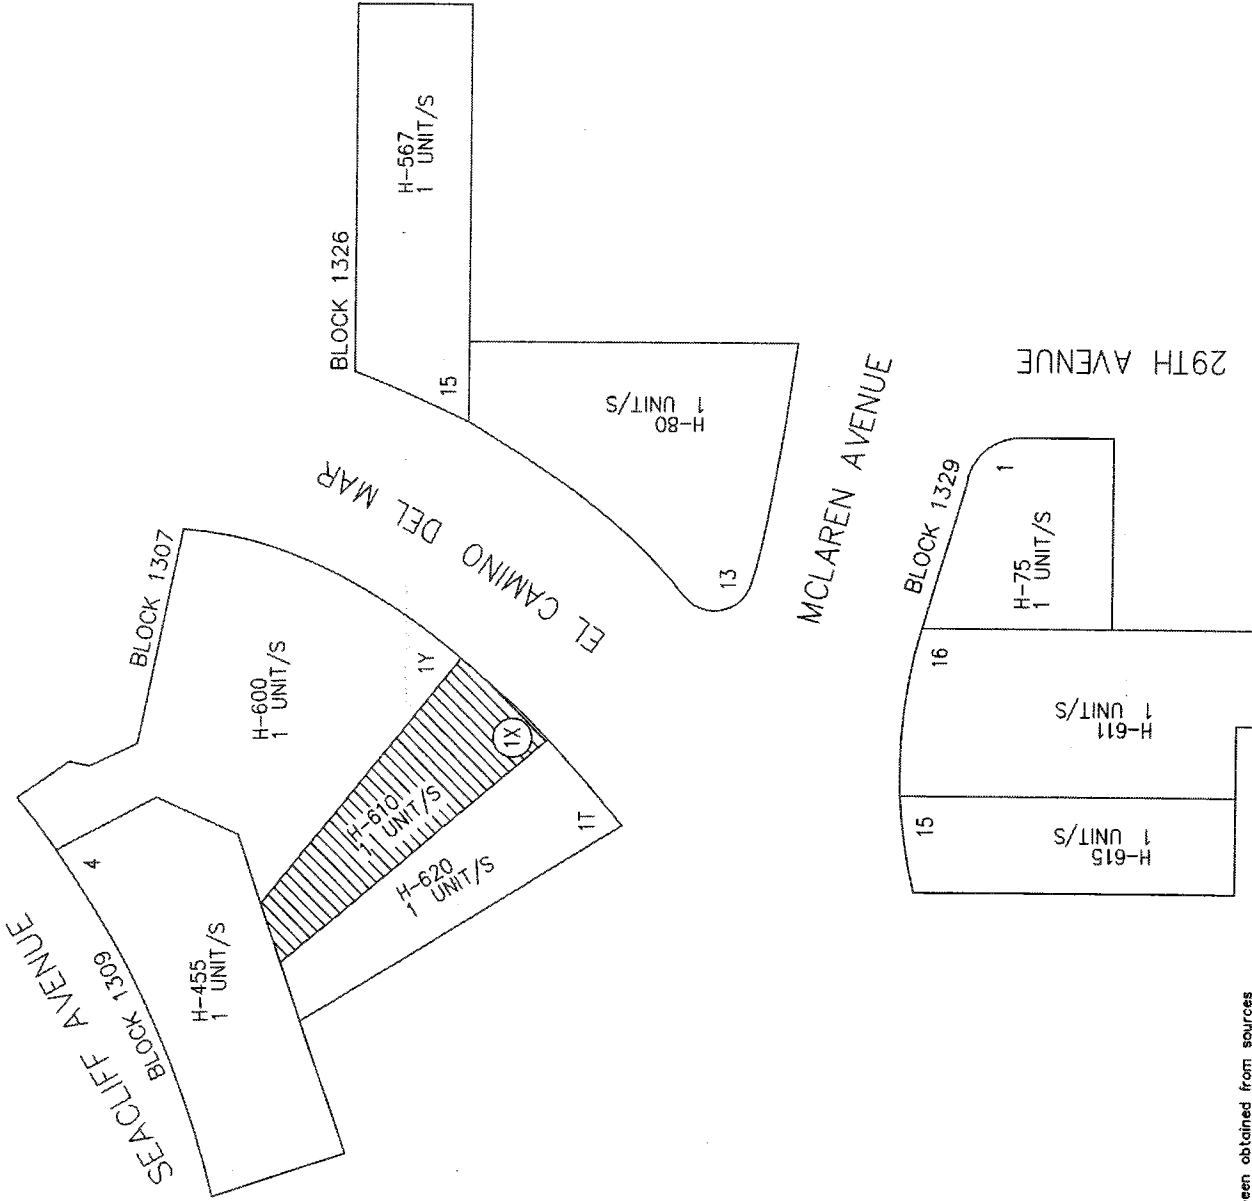 H-567
1 UNIT/S
BLOCK 1326
15
H-80
1 UNIT/S
13
EL CAMINO DEL MAR
MCLAREN AVENUE
29TH AVENUE
BLOCK 1307
H-600
1 UNIT/S
1Y
1X
H-610
1 UNIT/S
H-620
1 UNIT/S
1T
4
SEACLIFF AVENUE
BLOCK 1309
H-455
1 UNIT/S
BLOCK 1329
1
H-75
1 UNIT/S
16
H-611
1 UNIT/S
15
H-615
1 UNIT/S
een obtained from sources